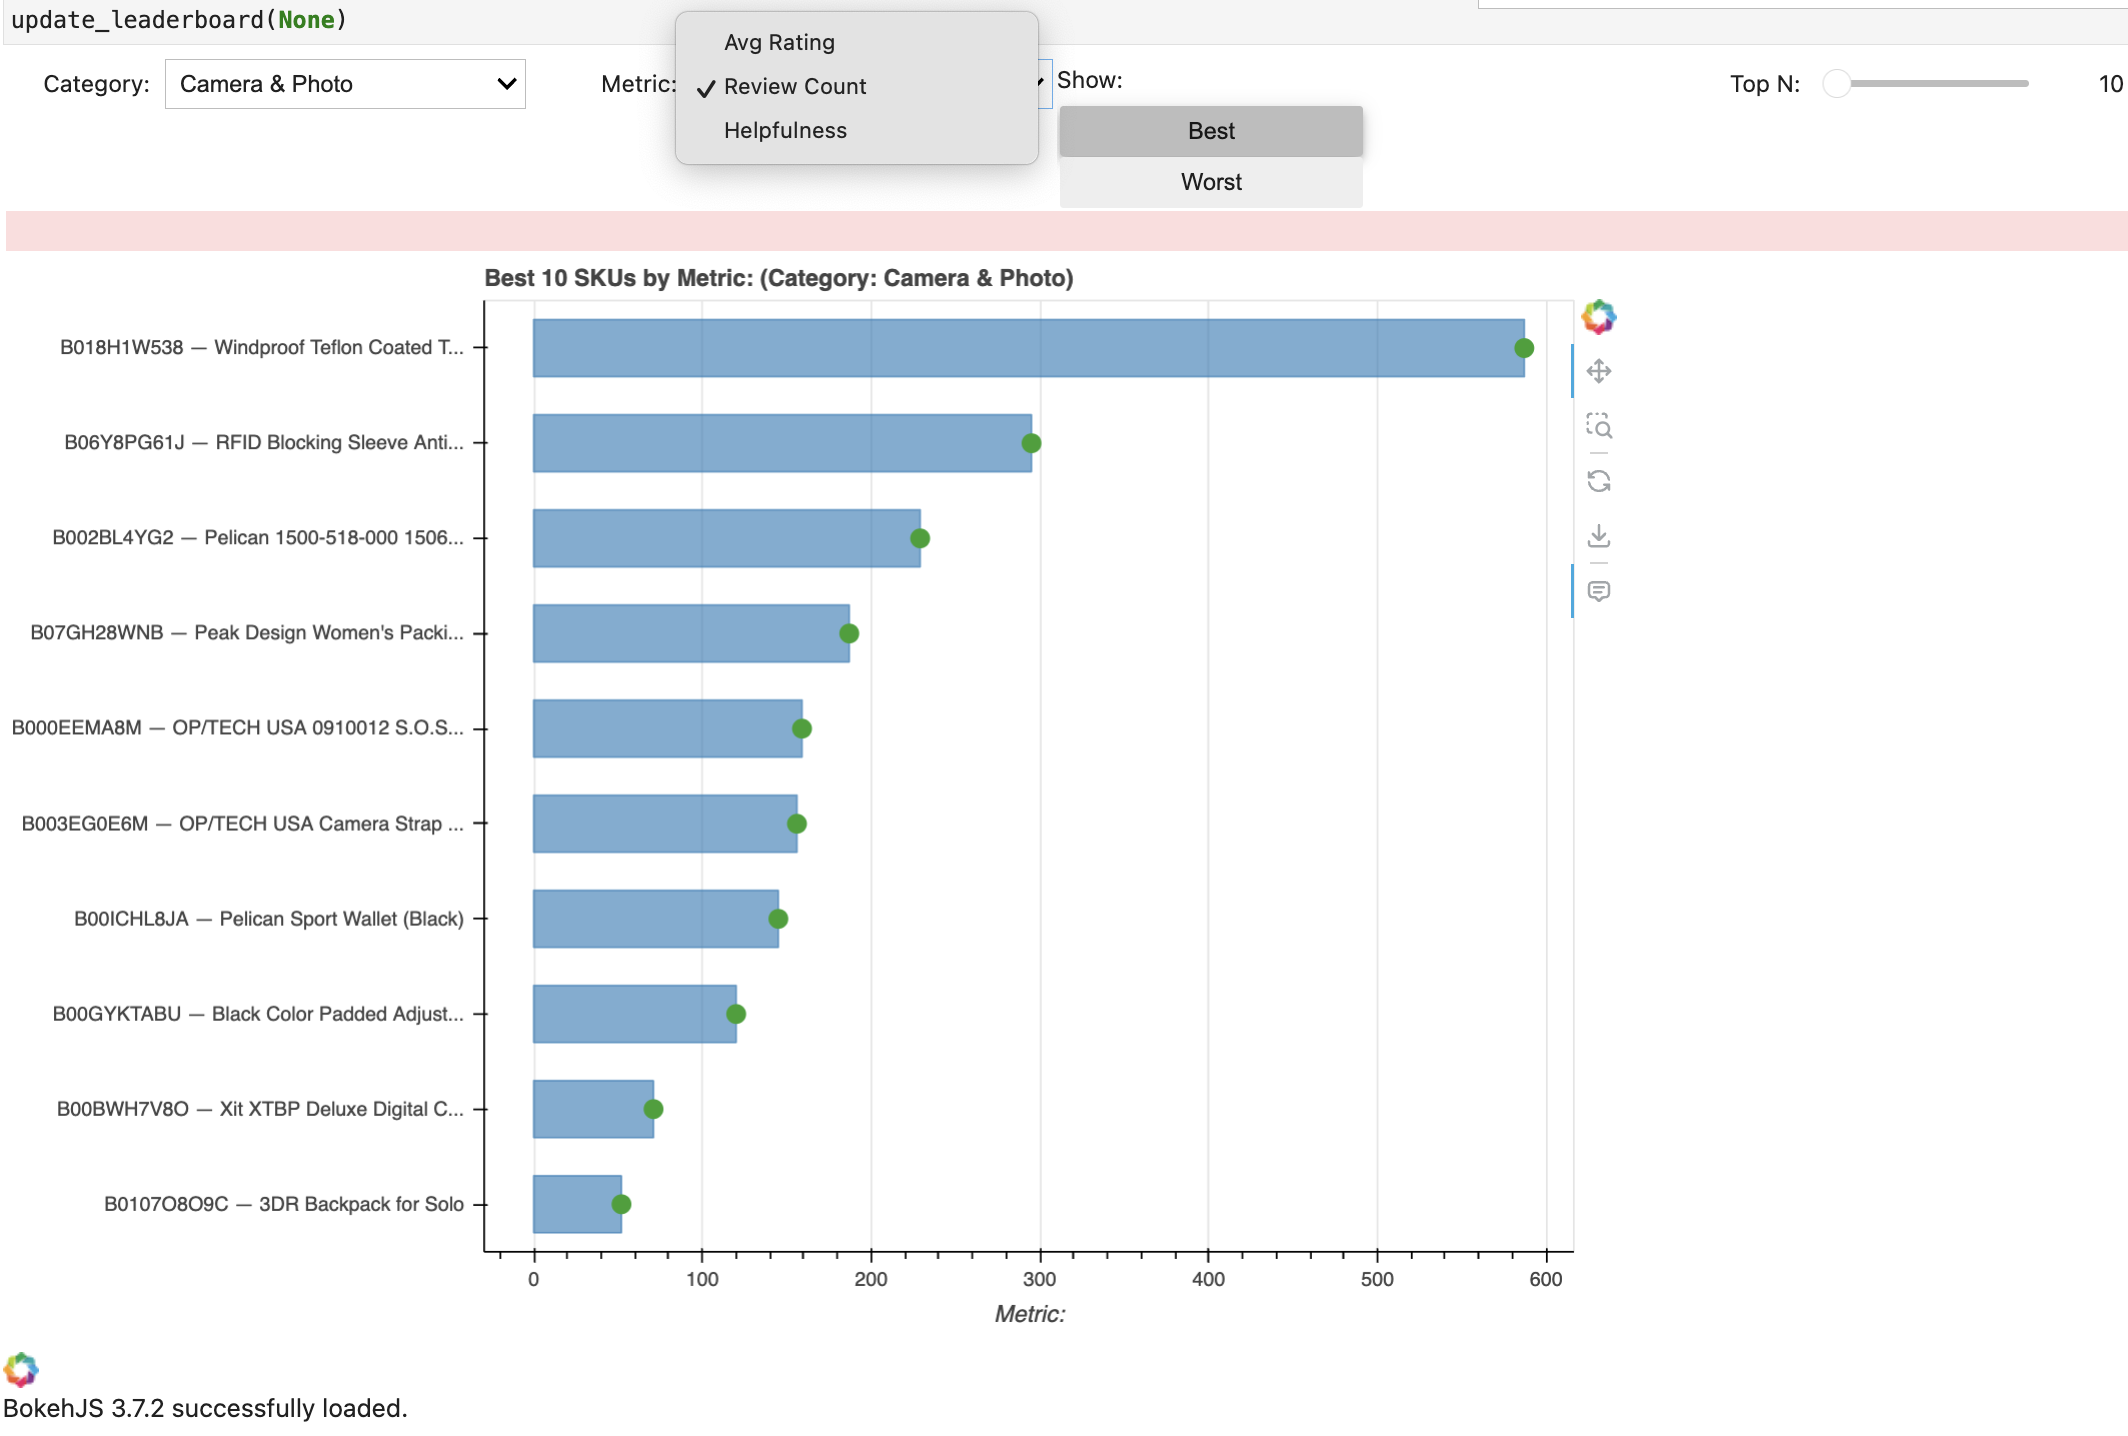 update_leaderboard(None)
Category: Camera & Photo
Metric:
Avg Rating
✓ Review Count
Helpfulness
Show:
Best
Worst
Top N: 10
Best 10 SKUs by Metric: (Category: Camera & Photo)
B018H1W538 — Windproof Teflon Coated T...
B06Y8PG61J — RFID Blocking Sleeve Anti...
B002BL4YG2 — Pelican 1500-518-000 1506...
B07GH28WNB — Peak Design Women's Packi...
B000EEMA8M — OP/TECH USA 0910012 S.O.S...
B003EG0E6M — OP/TECH USA Camera Strap ...
B00ICHL8JA — Pelican Sport Wallet (Black)
B00GYKTABU — Black Color Padded Adjust...
B00BWH7V8O — Xit XTBP Deluxe Digital C...
B0107O8O9C — 3DR Backpack for Solo
0 100 200 300 400 500 600
Metric:
BokehJS 3.7.2 successfully loaded.